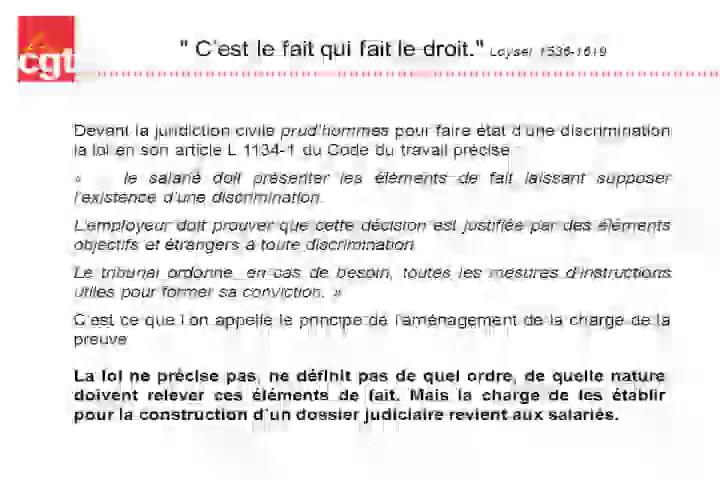 cgt
" C'est le fait qui fait le droit." Loysel 1536-1619
Devant la juridiction civile prud'hommes pour faire état d'une discrimination
la loi en son article L 1134-1 du Code du travail précise :
« le salarié doit présenter les éléments de fait laissant supposer
l'existence d'une discrimination.
L'employeur doit prouver que cette décision est justifiée par des éléments
objectifs et étrangers à toute discrimination.
Le tribunal ordonne, en cas de besoin, toutes les mesures d'instructions
utiles pour former sa conviction. »
C'est ce que l'on appelle le principe de l'aménagement de la charge de la
preuve
La loi ne précise pas, ne définit pas de quel ordre, de quelle nature
doivent relever ces éléments de fait. Mais la charge de les établir
pour la construction d'un dossier judiciaire revient aux salariés.